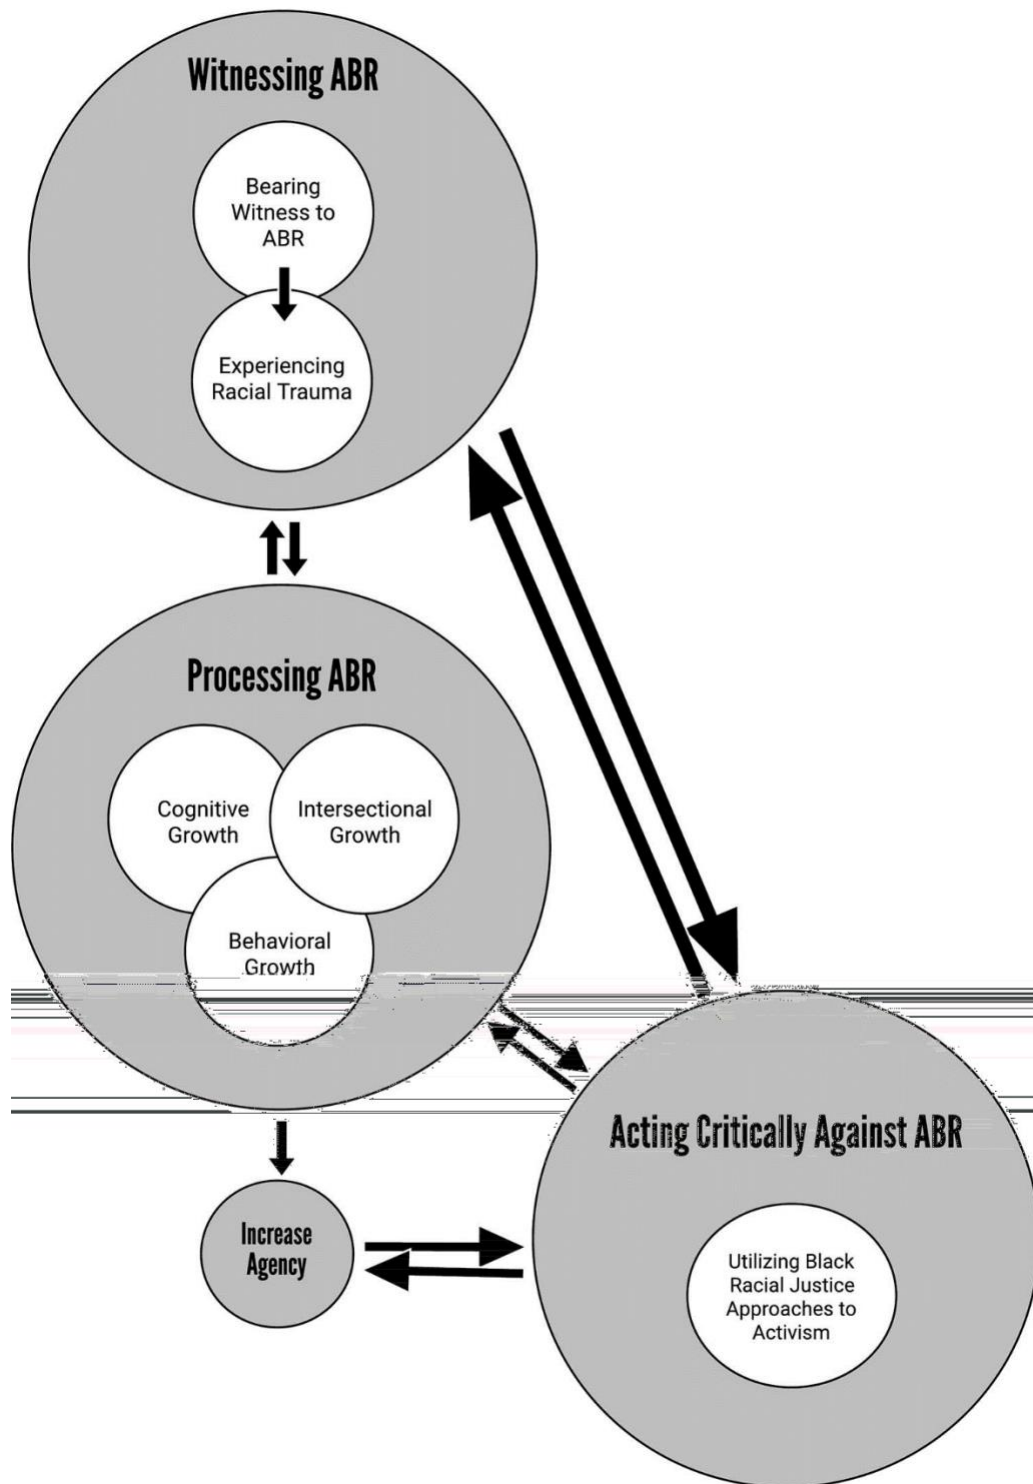 Witnessing ABR
Bearing
Witness to
ABR
Experiencing
Racial Trauma
Processing ABR
Cognitive
Growth
Intersectional
Growth
Behavioral
Growth
Acting Critically Against ABR
Increase
Agency
Utilizing Black
Racial Justice
Approaches to
Activism